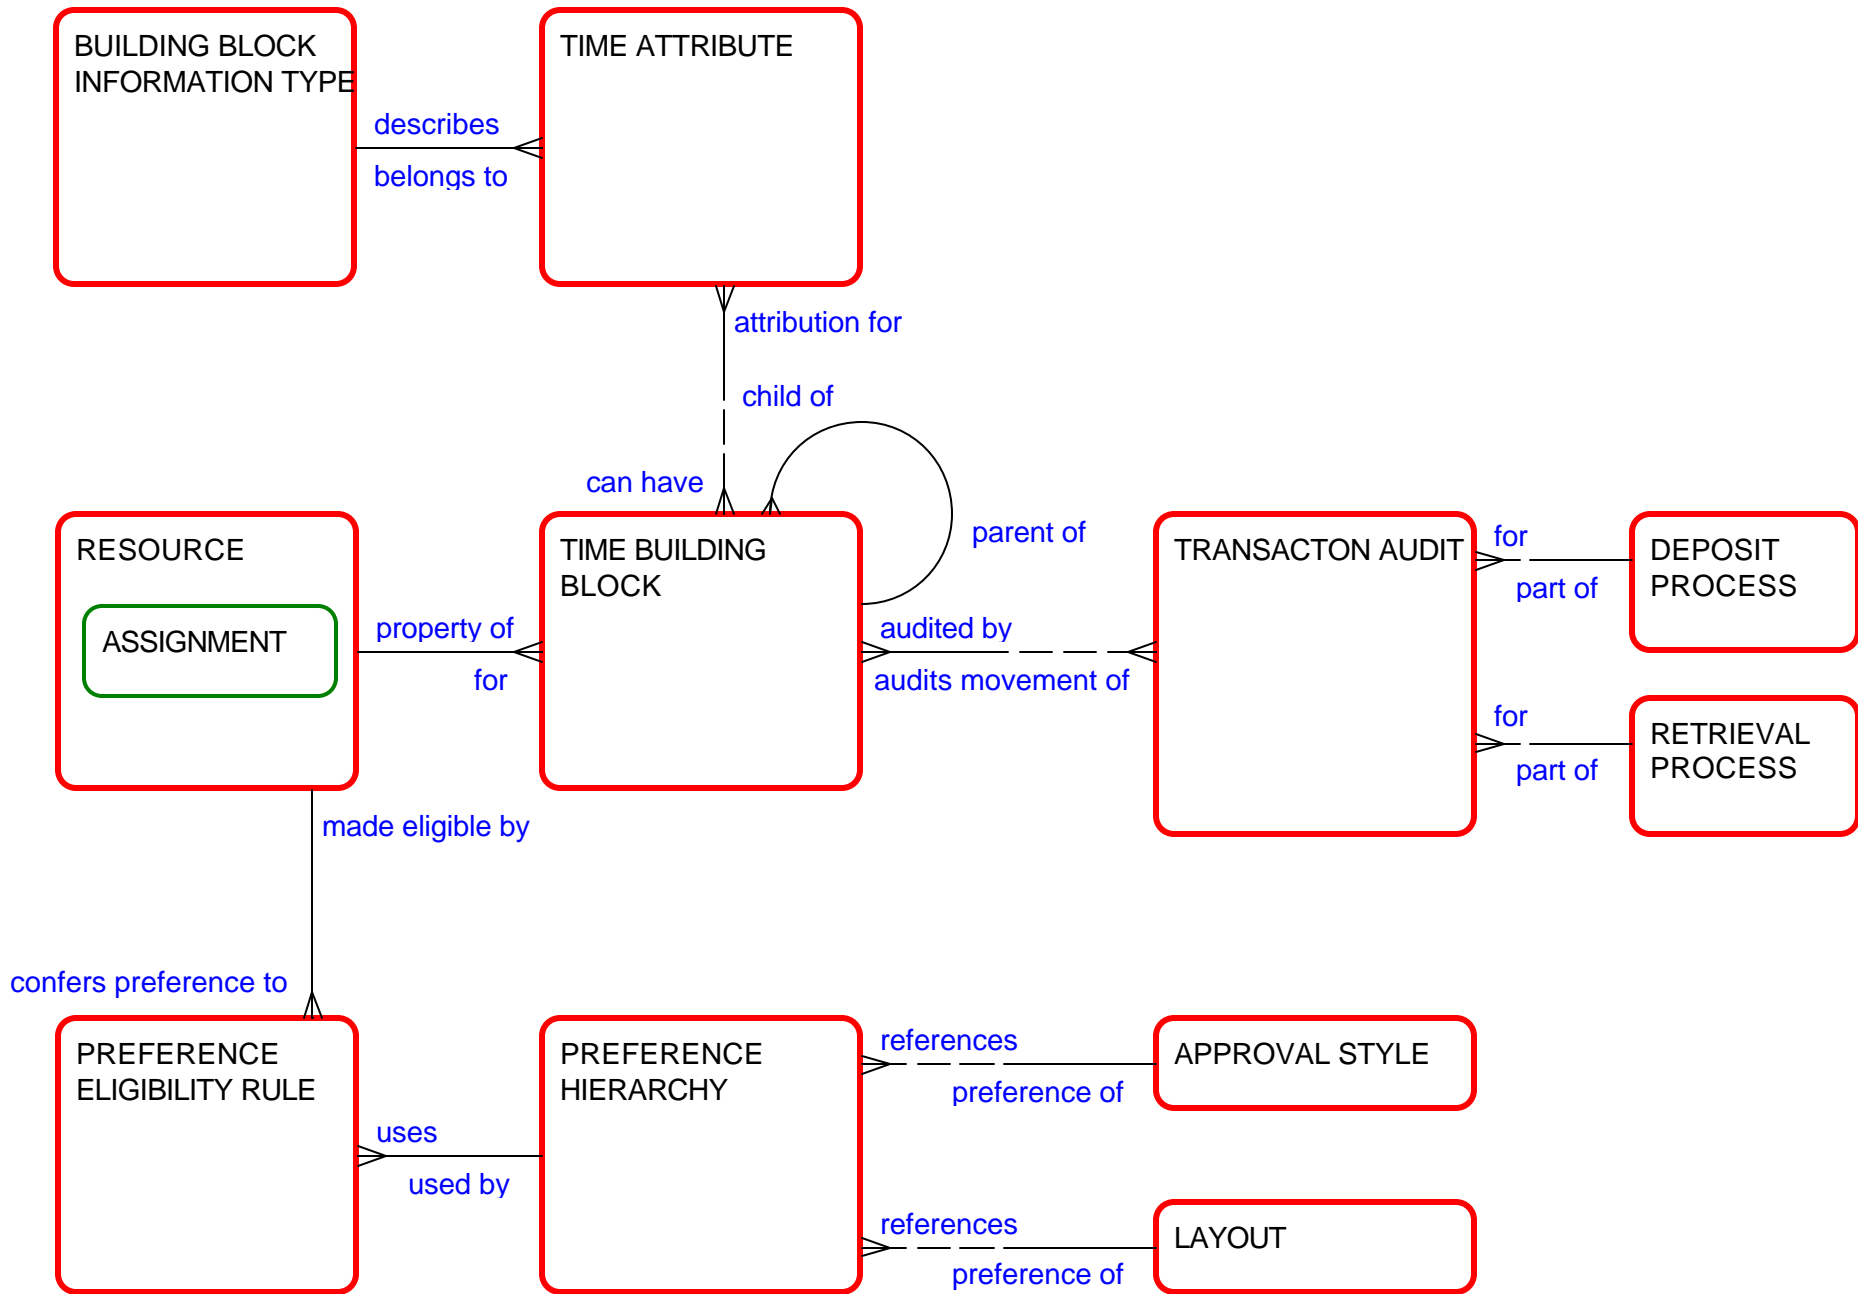 BUILDING BLOCK
INFORMATION TYPE
describes
belongs to
TIME ATTRIBUTE
attribution for
child of
can have
parent of
RESOURCE
ASSIGNMENT
property of
for
TIME BUILDING
BLOCK
audited by
audits movement of
TRANSACTON AUDIT
for
part of
DEPOSIT
PROCESS
for
part of
RETRIEVAL
PROCESS
made eligible by
confers preference to
PREFERENCE
ELIGIBILITY RULE
uses
used by
PREFERENCE
HIERARCHY
references
preference of
APPROVAL STYLE
references
preference of
LAYOUT